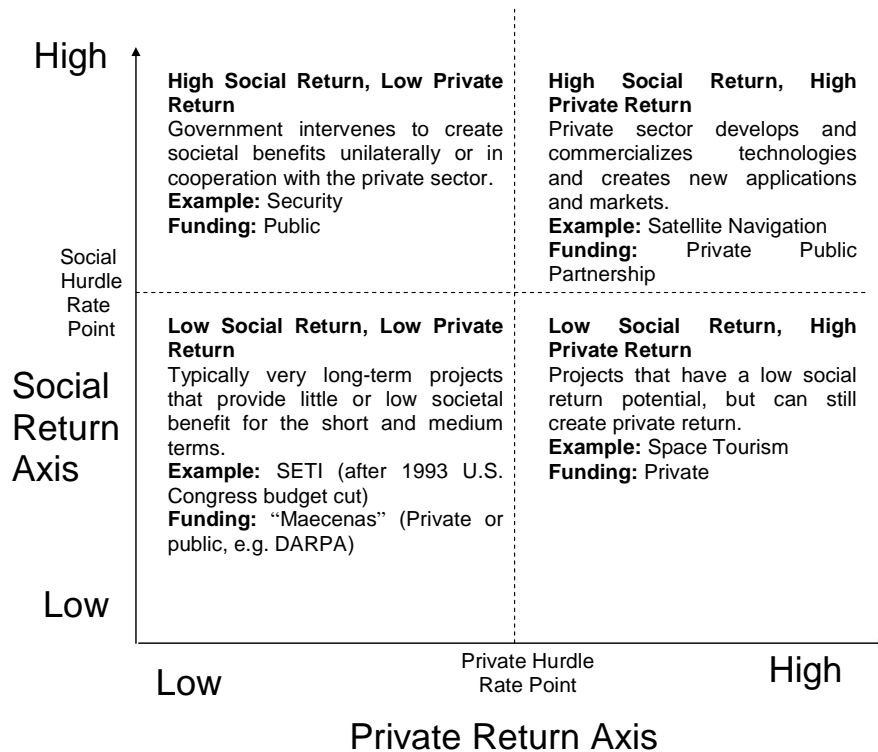 High
High Social Return, Low Private
Return
Government intervenes to create
societal benefits unilaterally or in
cooperation with the private sector.
Example: Security
Funding: Public
High Social Return, High
Private Return
Private sector develops and
commercializes technologies
and creates new applications
and markets.
Example: Satellite Navigation
Funding: Private Public
Partnership
Social
Hurdle
Rate
Point
Low Social Return, Low Private
Return
Typically very long-term projects
that provide little or low societal
benefit for the short and medium
terms.
Example: SETI (after 1993 U.S.
Congress budget cut)
Funding: “Maecenas” (Private or
public, e.g. DARPA)
Low Social Return, High
Private Return
Projects that have a low social
return potential, but can still
create private return.
Example: Space Tourism
Funding: Private
Social
Return
Axis
Low
Low
Private Hurdle
Rate Point
High
Private Return Axis